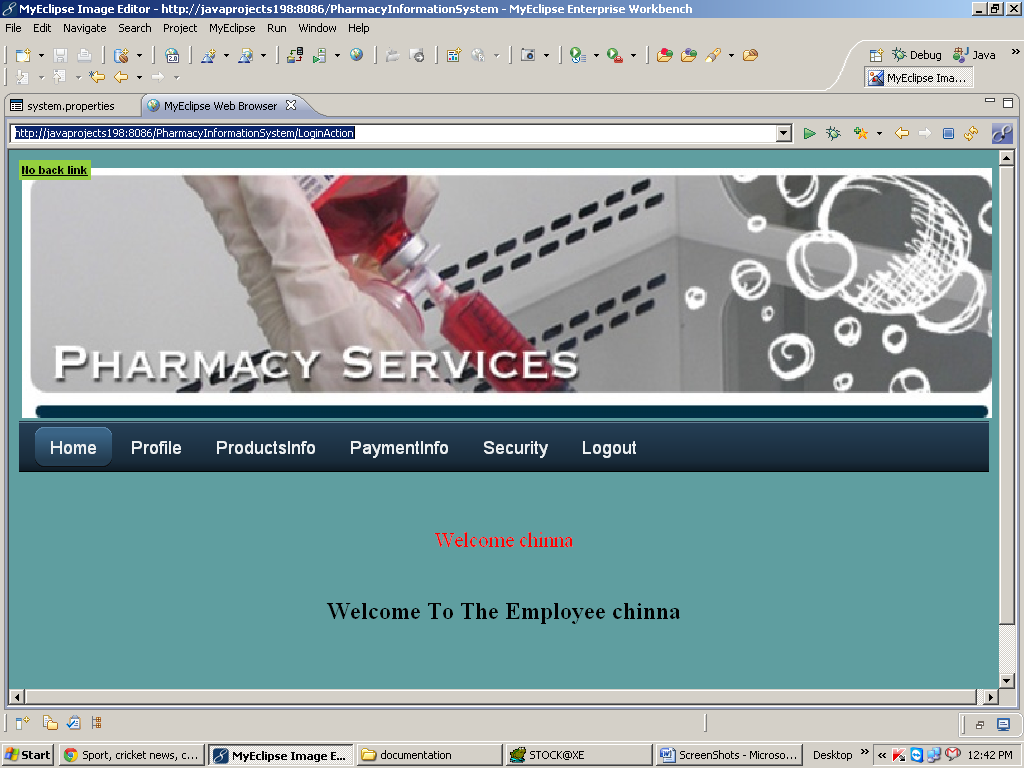 MyEclipse Image Editor - http://javaprojects198:8086/PharmacyInformationSystem - MyEclipse Enterprise Workbench
File Edit Navigate Search Project MyEclipse Run Window Help
2.0
Debug Java »
MyEclipse Ima...
system.properties MyEclipse Web Browser
http://javaprojects198:8086/PharmacyInformationSystem/LoginAction
No back link
PHARMACY SERVICES
Home Profile ProductsInfo PaymentInfo Security Logout
Welcome chinna
Welcome To The Employee chinna
Start Sport, cricket news, c... MyEclipse Image E... documentation STOCK@XE ScreenShots - Microso... Desktop » « 12:42 PM